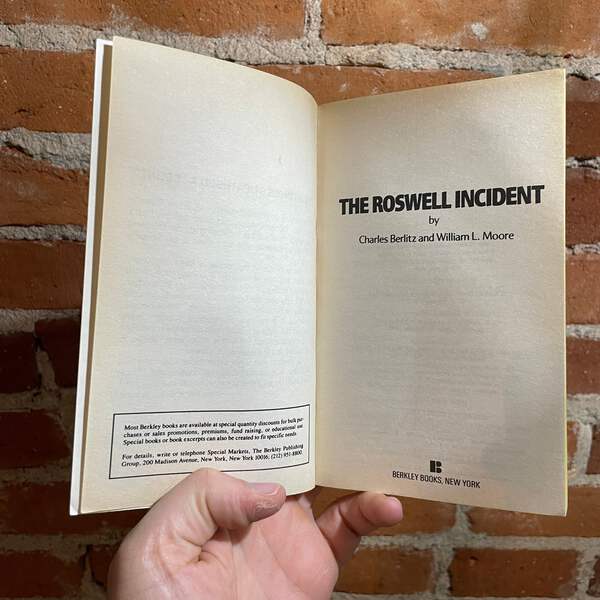 Most Berkley books are available at special quantity discounts for bulk pur-
chases or sales promotions, premiums, fund raising, or educational use
Special books or book excerpts can also be created to fit specific needs
For details, write or telephone Special Markets, The Berkley Publishing
Group, 200 Madison Avenue, New York, New York 10016; (212) 951-8800.
THE ROSWELL INCIDENT
by
Charles Berlitz and William L. Moore
B
BERKLEY BOOKS, NEW YORK